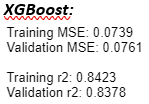 XGBoost:
Training MSE: 0.0739
Validation MSE: 0.0761
Training r2: 0.8423
Validation r2: 0.8378